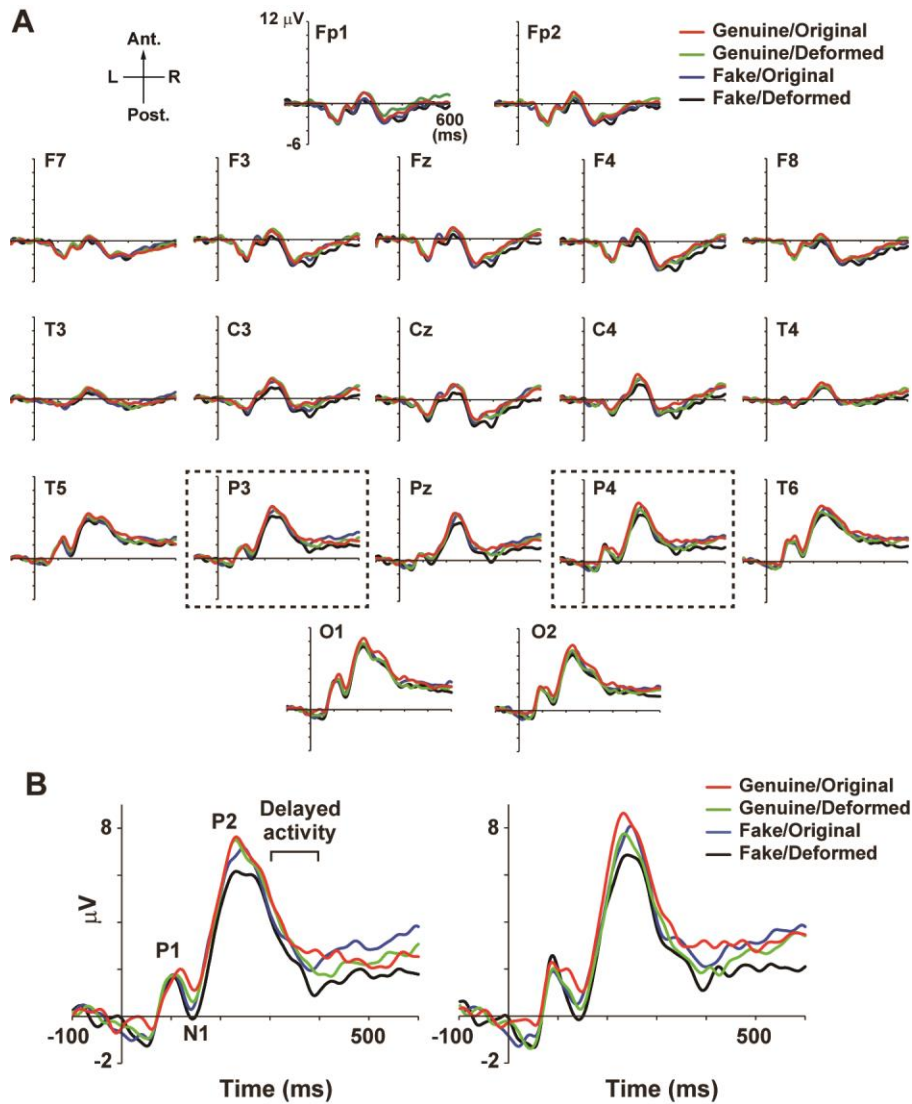 A
Ant.
L R
Post.
12 μV
Fp1
600
(ms)
-6
Fp2
Genuine/Original
Genuine/Deformed
Fake/Original
Fake/Deformed
F7 F3 Fz F4 F8
T3 C3 Cz C4 T4
T5 P3 Pz P4 T6
O1 O2
B
8
μV
-2
-100
500
P1
N1
P2
Delayed
activity
Time (ms)
8
-2
-100
500
Time (ms)
Genuine/Original
Genuine/Deformed
Fake/Original
Fake/Deformed